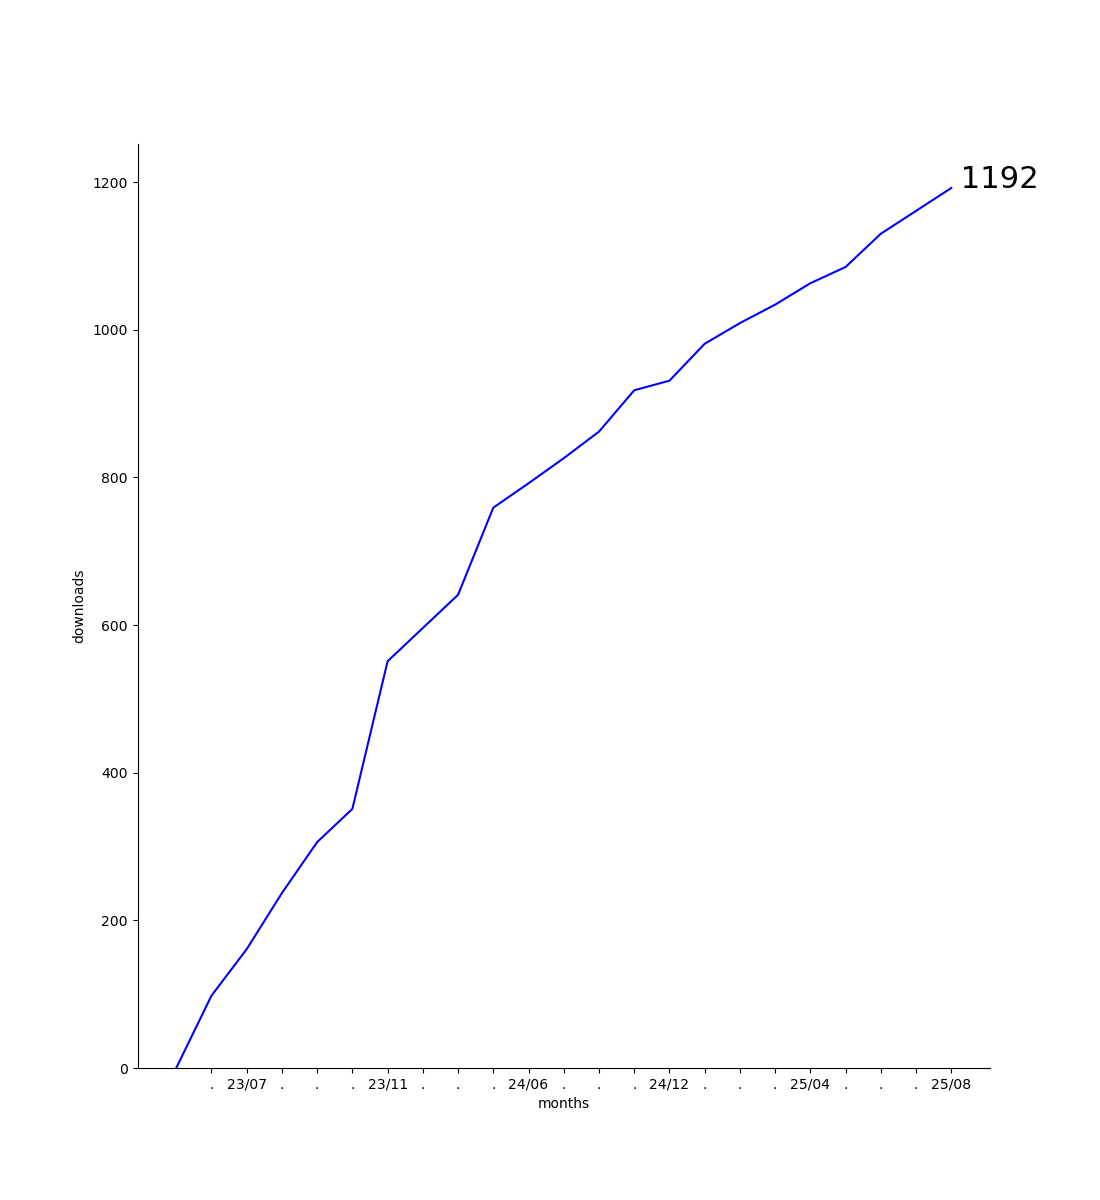 1192
1200
1000
800
600
400
200
0
downloads
. 23/07 . . . 23/11 . . . 24/06 . . . 24/12 . . . 25/04 . . . 25/08
months